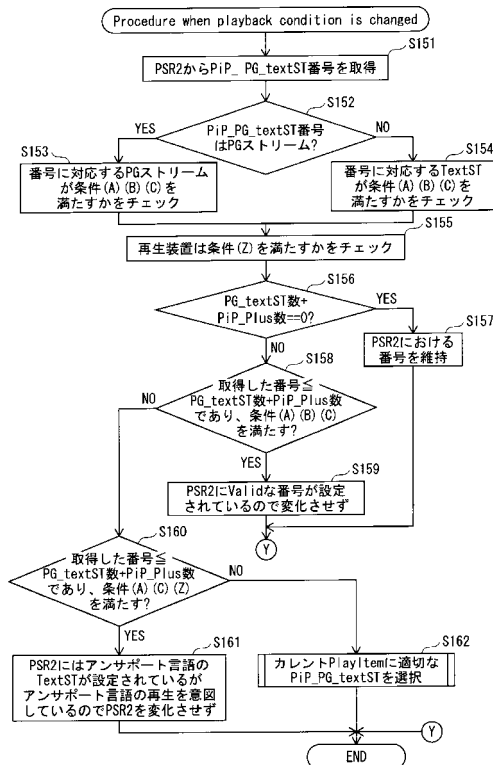 Procedure when playback condition is changed
S151
PSR2からPiP_ PG_textST番号を取得
S152
PiP_PG_textST番号
はPGストリーム?
YES
NO
S153
番号に対応するPGストリーム
が条件(A)(B)(C)を
満たすかをチェック
S154
番号に対応するTextST
が条件(A)(B)(C)を
満たすかをチェック
S155
再生装置は条件(Z)を満たすかをチェック
S156
PG_textST数+
PiP_Plus数==0?
YES
NO
S157
PSR2における
番号を維持
S158
取得した番号≦
PG_textST数+PiP_Plus数
であり、条件(A)(B)(C)
を満たす?
NO
YES
S159
PSR2にValidな番号が設定
されているので変化させず
Y
S160
取得した番号≦
PG_textST数+PiP_Plus数
であり、条件(A)(C)(Z)
を満たす?
NO
YES
S161
PSR2にはアンサポート言語の
TextSTが設定されているが
アンサポート言語の再生を意図
しているのでPSR2を変化させず
S162
カレントPlayItemに適切な
PiP_PG_textSTを選択
Y
END